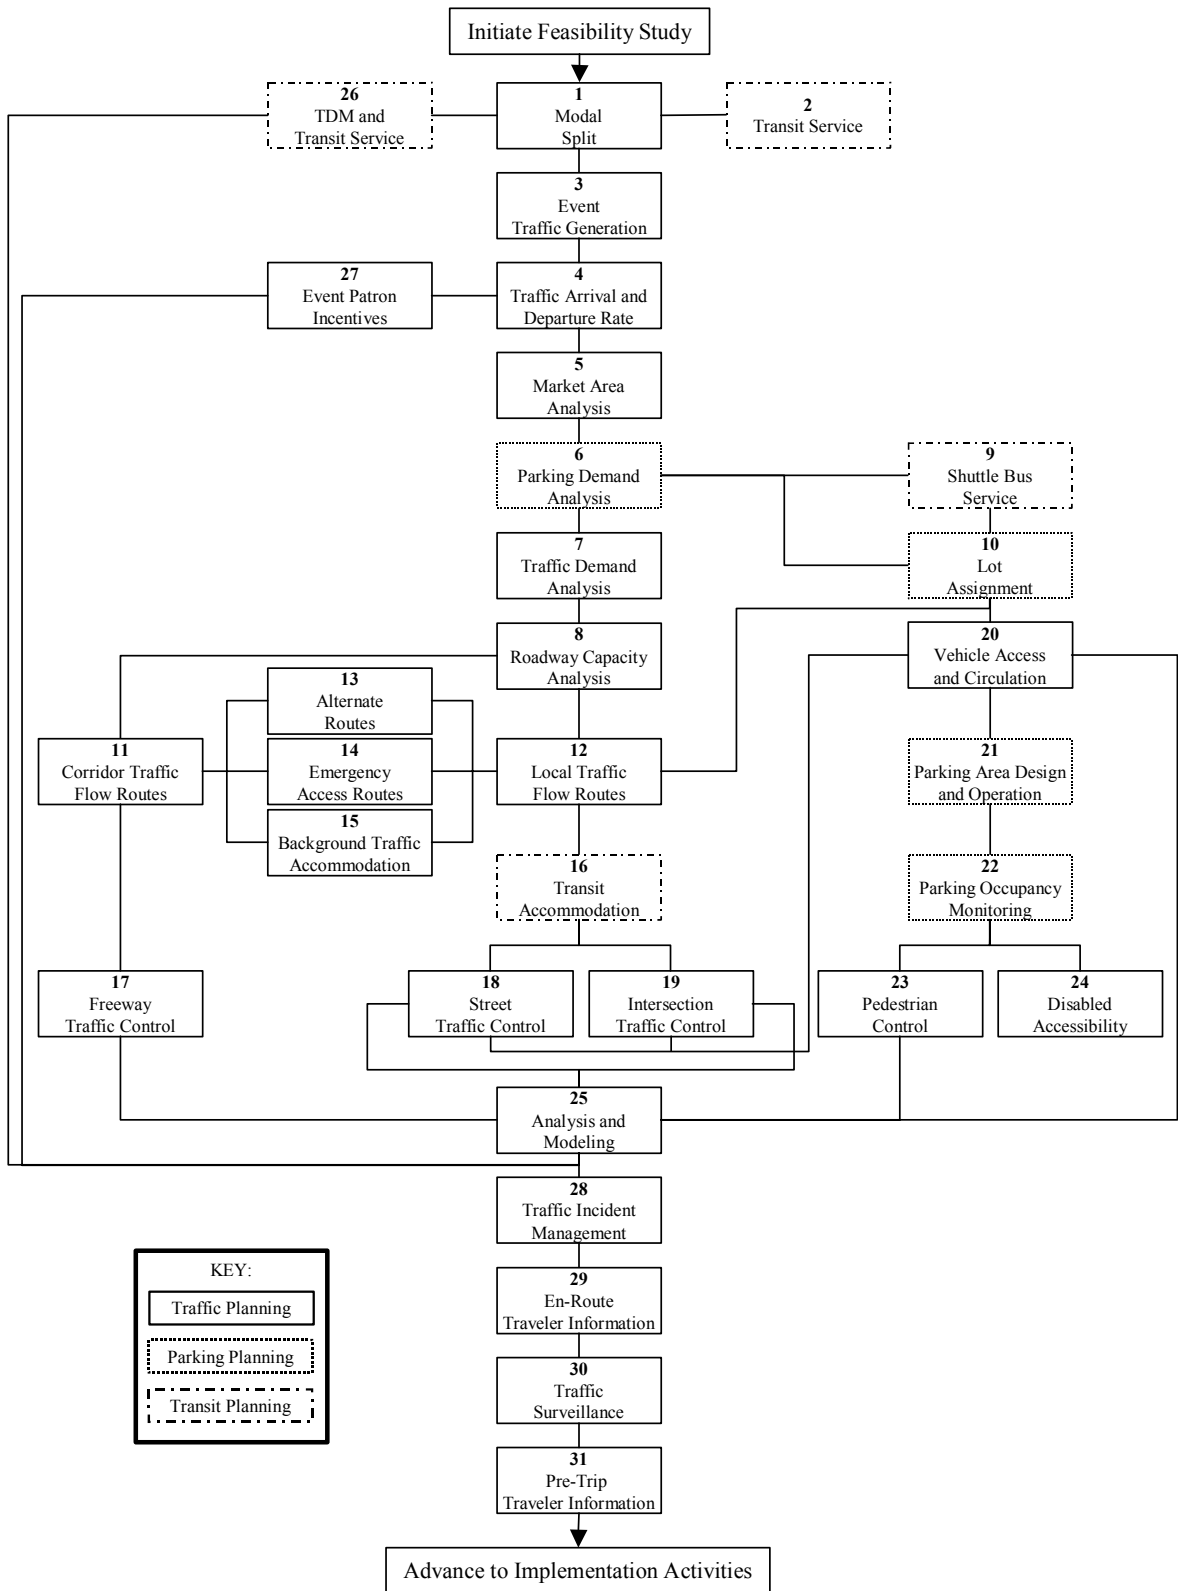 Initiate Feasibility Study
26
TDM and
Transit Service
1
Modal
Split
2
Transit Service
3
Event
Traffic Generation
27
Event Patron
Incentives
4
Traffic Arrival and
Departure Rate
5
Market Area
Analysis
6
Parking Demand
Analysis
9
Shuttle Bus
Service
7
Traffic Demand
Analysis
10
Lot
Assignment
8
Roadway Capacity
Analysis
20
Vehicle Access
and Circulation
13
Alternate
Routes
11
Corridor Traffic
Flow Routes
14
Emergency
Access Routes
12
Local Traffic
Flow Routes
21
Parking Area Design
and Operation
15
Background Traffic
Accommodation
16
Transit
Accommodation
22
Parking Occupancy
Monitoring
17
Freeway
Traffic Control
18
Street
Traffic Control
19
Intersection
Traffic Control
23
Pedestrian
Control
24
Disabled
Accessibility
25
Analysis and
Modeling
28
Traffic Incident
Management
KEY:
Traffic Planning
Parking Planning
Transit Planning
29
En-Route
Traveler Information
30
Traffic
Surveillance
31
Pre-Trip
Traveler Information
Advance to Implementation Activities